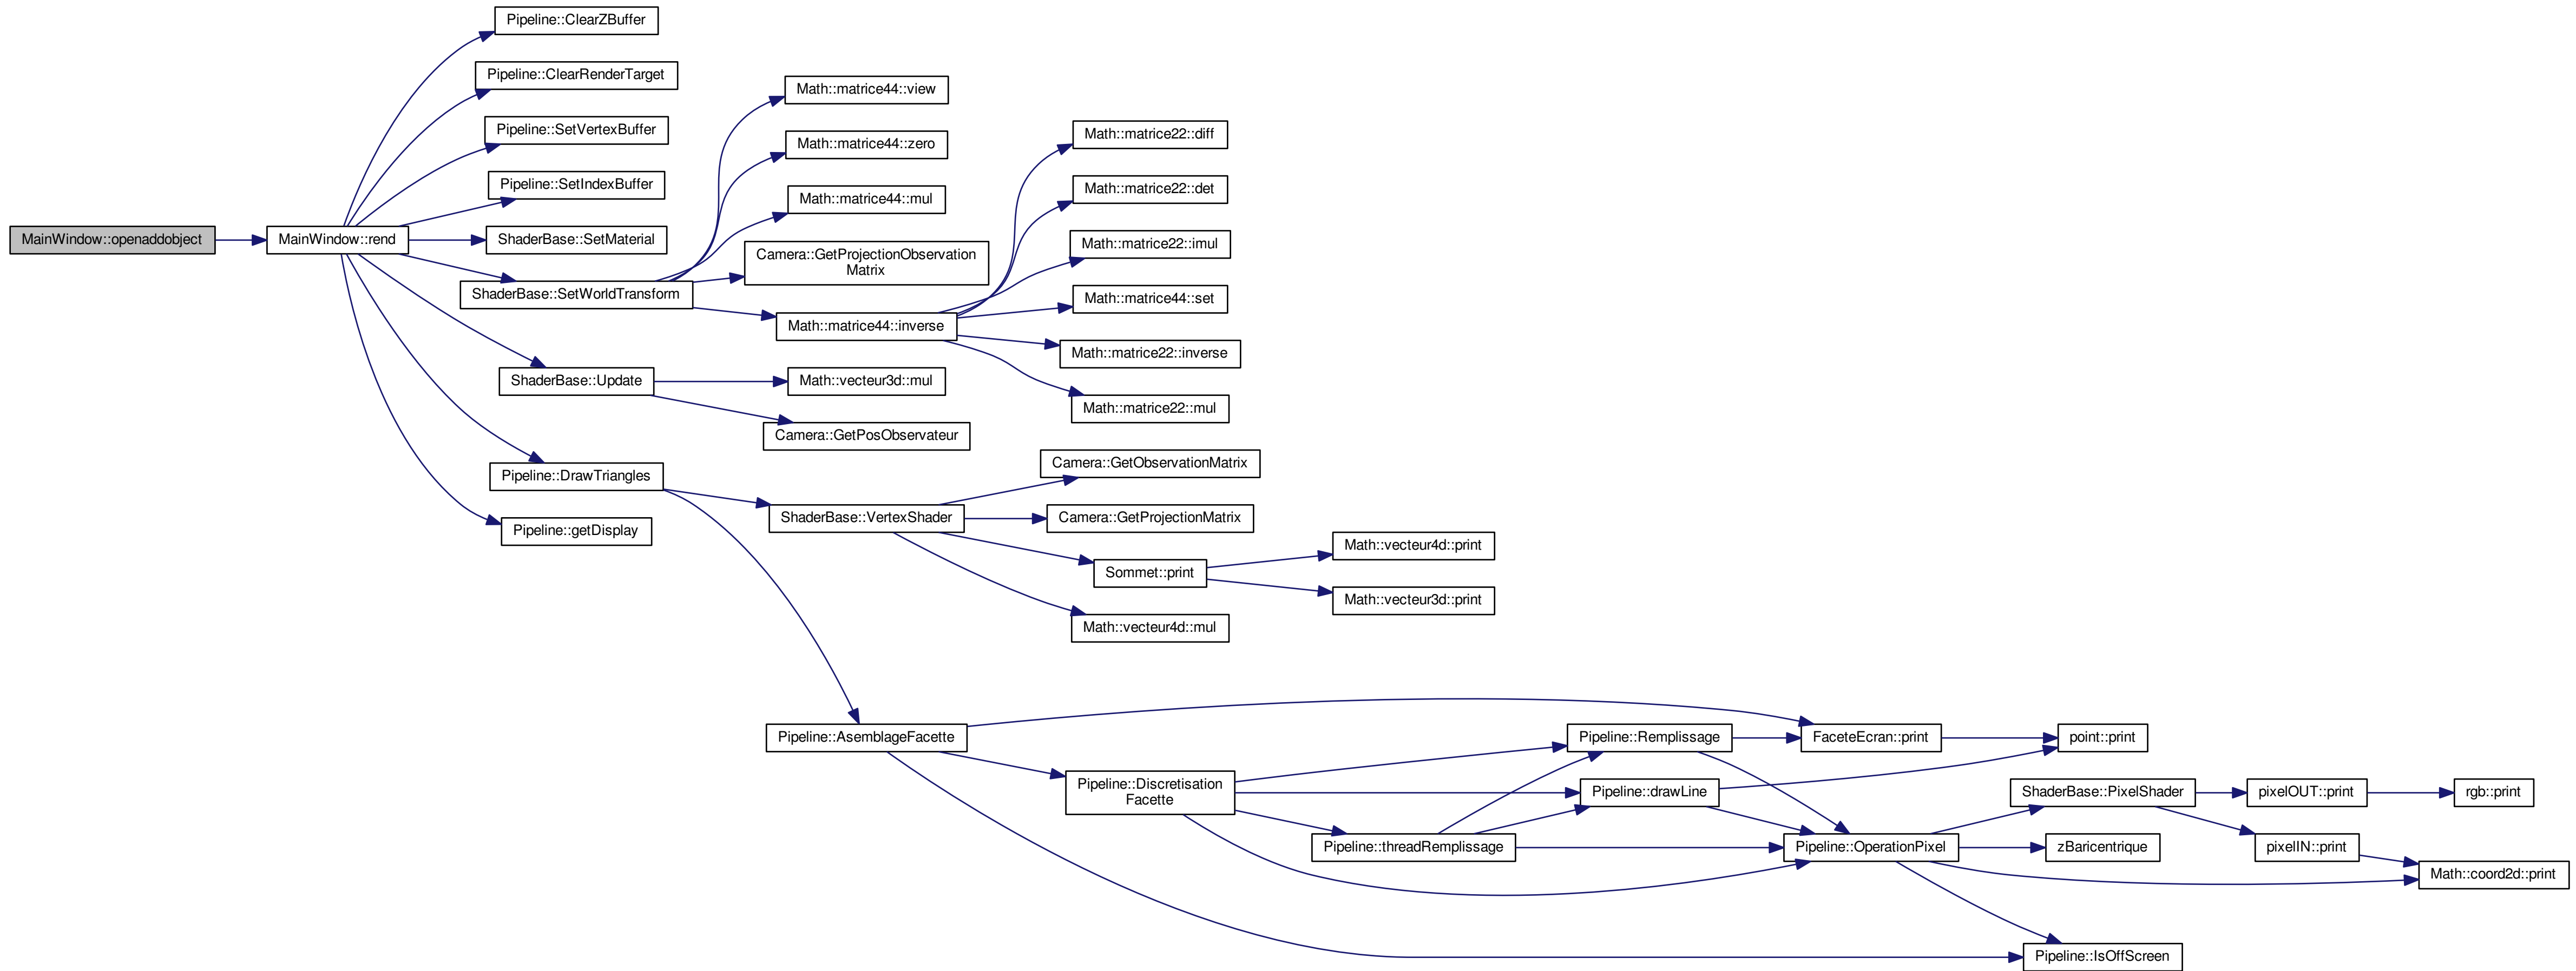 Pipeline::ClearZBuffer
Pipeline::ClearRenderTarget
Math::matrice44::view
Pipeline::SetVertexBuffer
Math::matrice22::diff
Math::matrice44::zero
Pipeline::SetIndexBuffer
Math::matrice22::det
Math::matrice44::mul
MainWindow::openaddobject
MainWindow::rend
ShaderBase::SetMaterial
Math::matrice22::imul
Camera::GetProjectionObservation
Matrix
ShaderBase::SetWorldTransform
Math::matrice44::set
Math::matrice44::inverse
Math::matrice22::inverse
ShaderBase::Update
Math::vecteur3d::mul
Math::matrice22::mul
Camera::GetPosObservateur
Camera::GetObservationMatrix
Pipeline::DrawTriangles
ShaderBase::VertexShader
Camera::GetProjectionMatrix
Pipeline::getDisplay
Math::vecteur4d::print
Sommet::print
Math::vecteur3d::print
Math::vecteur4d::mul
Pipeline::AsemblageFacette
Pipeline::Remplissage
FaceteEcran::print
point::print
Pipeline::Discretisation
Facette
Pipeline::drawLine
ShaderBase::PixelShader
pixelOUT::print
rgb::print
Pipeline::threadRemplissage
Pipeline::OperationPixel
zBaricentrique
pixelIN::print
Math::coord2d::print
Pipeline::IsOffScreen